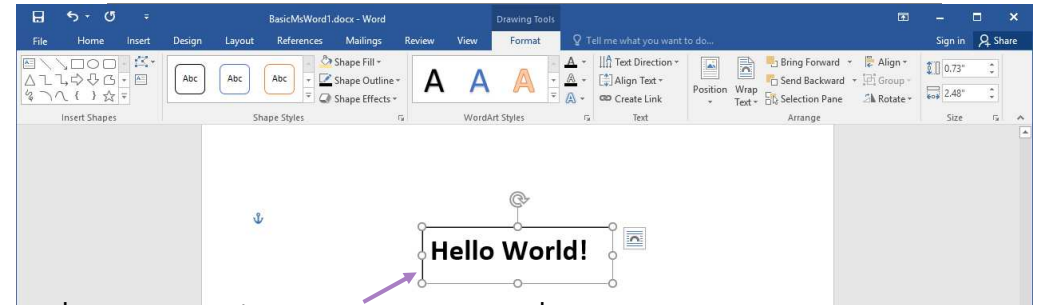 BasicMsWord1.docx - Word
Drawing Tools
File Home Insert Design Layout References Mailings Review View Format Tell me what you want to do... Sign in Share
Abc Abc Abc
Shape Fill
Shape Outline
Shape Effects
A A A
A
A
A
Text Direction
Align Text
Create Link
Position
Wrap Text
Bring Forward
Send Backward
Selection Pane
Align
Group
Rotate
0.73"
2.48"
Insert Shapes Shape Styles WordArt Styles Text Arrange Size
Hello World!